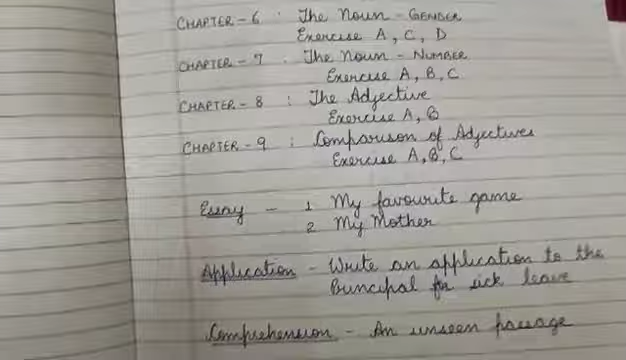 CHAPTER - 6 : The Noun - GENDER
Exercise A, C, D
CHAPTER - 7 : The Noun - NUMBER
Exercise A, B, C
CHAPTER - 8 : The Adjective
Exercise A, B
CHAPTER - 9 : Comparison of Adjectives
Exercise A, B, C
Essay - 1 My favourite game
2 My Mother
Application - Write an application to the
Principal for sick leave
Comprehension - An unseen passage